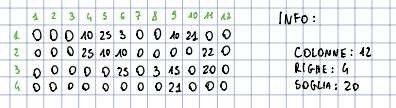 1 2 3 4 5 6 7 8 9 10 11 12
1 0 0 0 10 25 3 0 0 10 21 0 0
2 0 0 0 25 10 10 0 0 0 0 22 0
3 0 0 0 0 0 25 0 3 15 0 20 0
4 0 0 0 0 0 0 0 0 21 0 0 0
INFO:
COLONNE: 12
RIGHE: 4
SOGLIA: 20